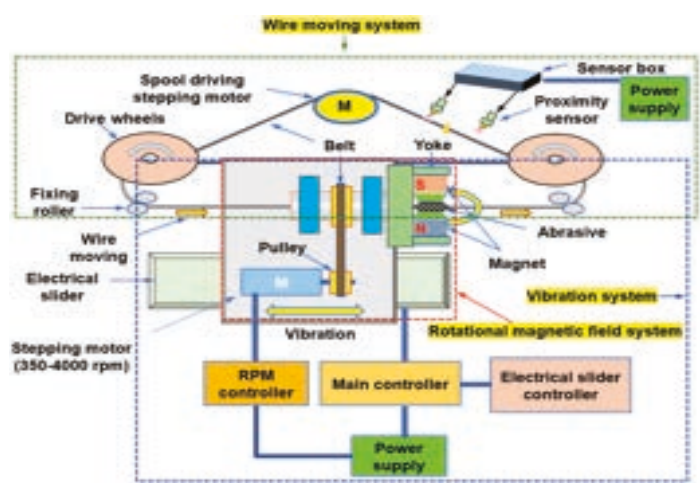 Wire moving system
Sensor box
Spool driving
stepping motor
M
Power
supply
Proximity
sensor
Drive wheels
Belt
Yoke
Fixing
roller
S
N
Wire
moving
Abrasive
Pulley
Magnet
Electrical
slider
M
Vibration system
Vibration
Rotational magnetic field system
Stepping motor
(350-4000 rpm)
RPM
controller
Main controller
Electrical slider
controller
Power
supply